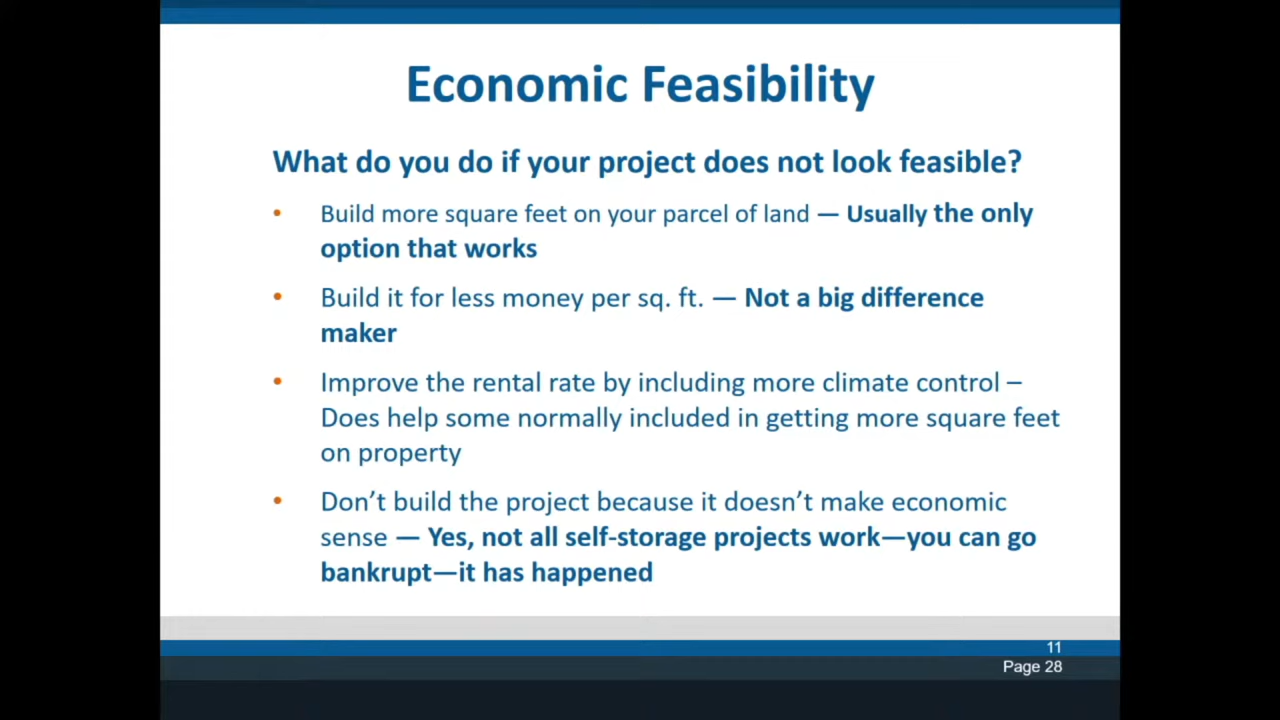 Economic Feasibility
What do you do if your project does not look feasible?
• Build more square feet on your parcel of land — Usually the only
option that works
• Build it for less money per sq. ft. — Not a big difference
maker
• Improve the rental rate by including more climate control –
Does help some normally included in getting more square feet
on property
• Don’t build the project because it doesn’t make economic
sense — Yes, not all self-storage projects work—you can go
bankrupt—it has happened
11
Page 28